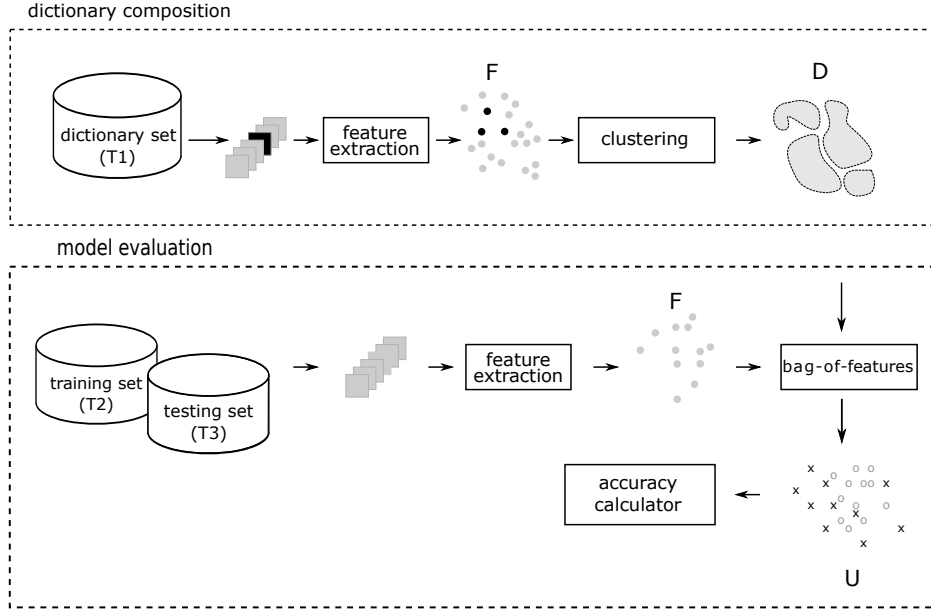 dictionary composition
F
D
dictionary set
(T1)
feature
extraction
clustering
model evaluation
F
training set
(T2)
testing set
(T3)
feature
extraction
bag-of-features
accuracy
calculator
x o o o
x o o o o x
x o
x x o o
x o o
x o x
x
U